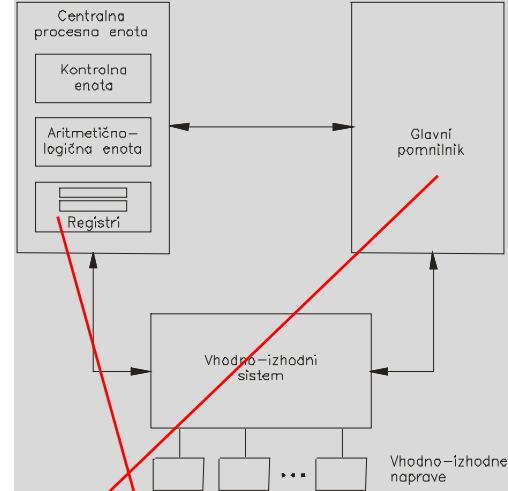 Centralna
procesna enota
Kontrolna
enota
Aritmetično–
logična enota
Registri
Glavni
pomnilnik
Vhodno–izhodni
sistem
Vhodno–izhodne
naprave